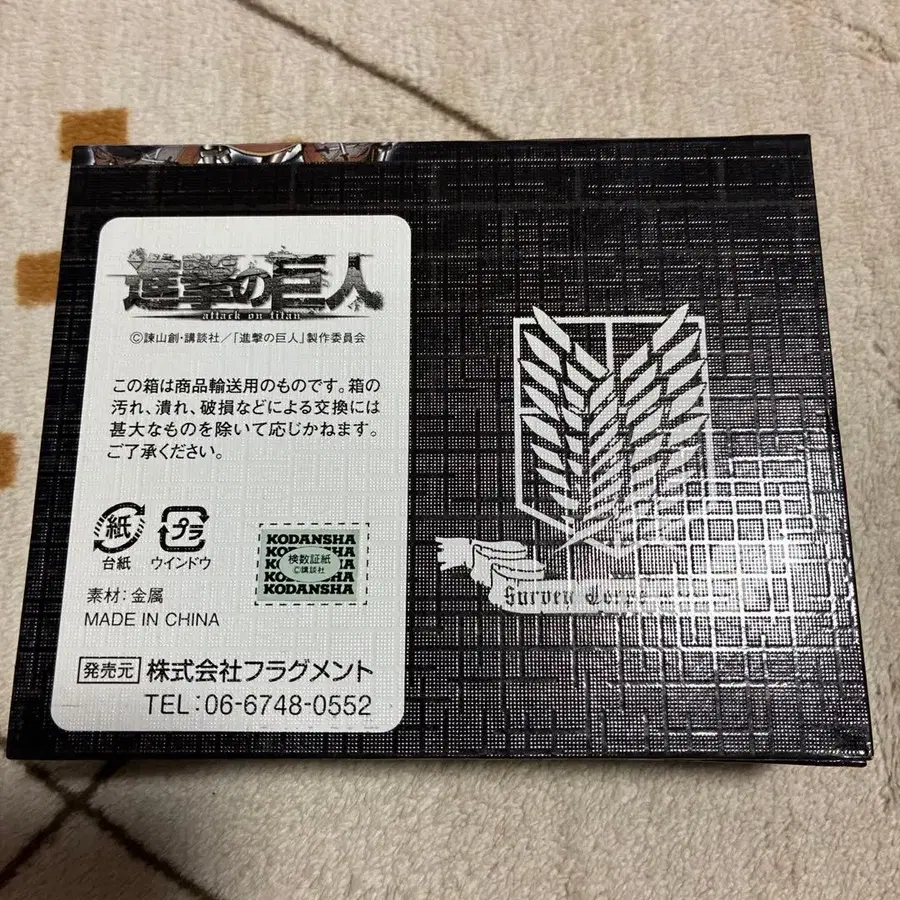 進撃の巨人
attack on titan
©諫山創・講談社／「進撃の巨人」製作委員会
この箱は商品輸送用のものです。箱の
汚れ、潰れ、破損などによる交換には
甚大なものを除いて応じかねます。
ご了承ください。
紙 プラ
台紙 ウインドウ
KODANSHA
検数証紙
©講談社
KODANSHA
素材：金属
MADE IN CHINA
発売元 株式会社フラグメント
TEL：06-6748-0552
Survey Corps